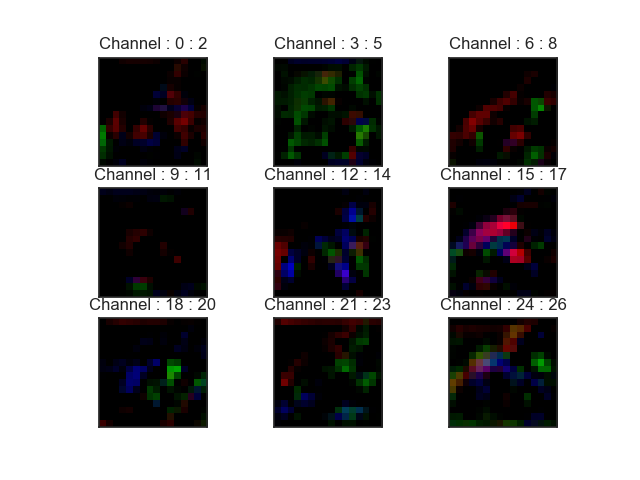 Channel : 0 : 2
Channel : 3 : 5
Channel : 6 : 8
Channel : 9 : 11
Channel : 12 : 14
Channel : 15 : 17
Channel : 18 : 20
Channel : 21 : 23
Channel : 24 : 26